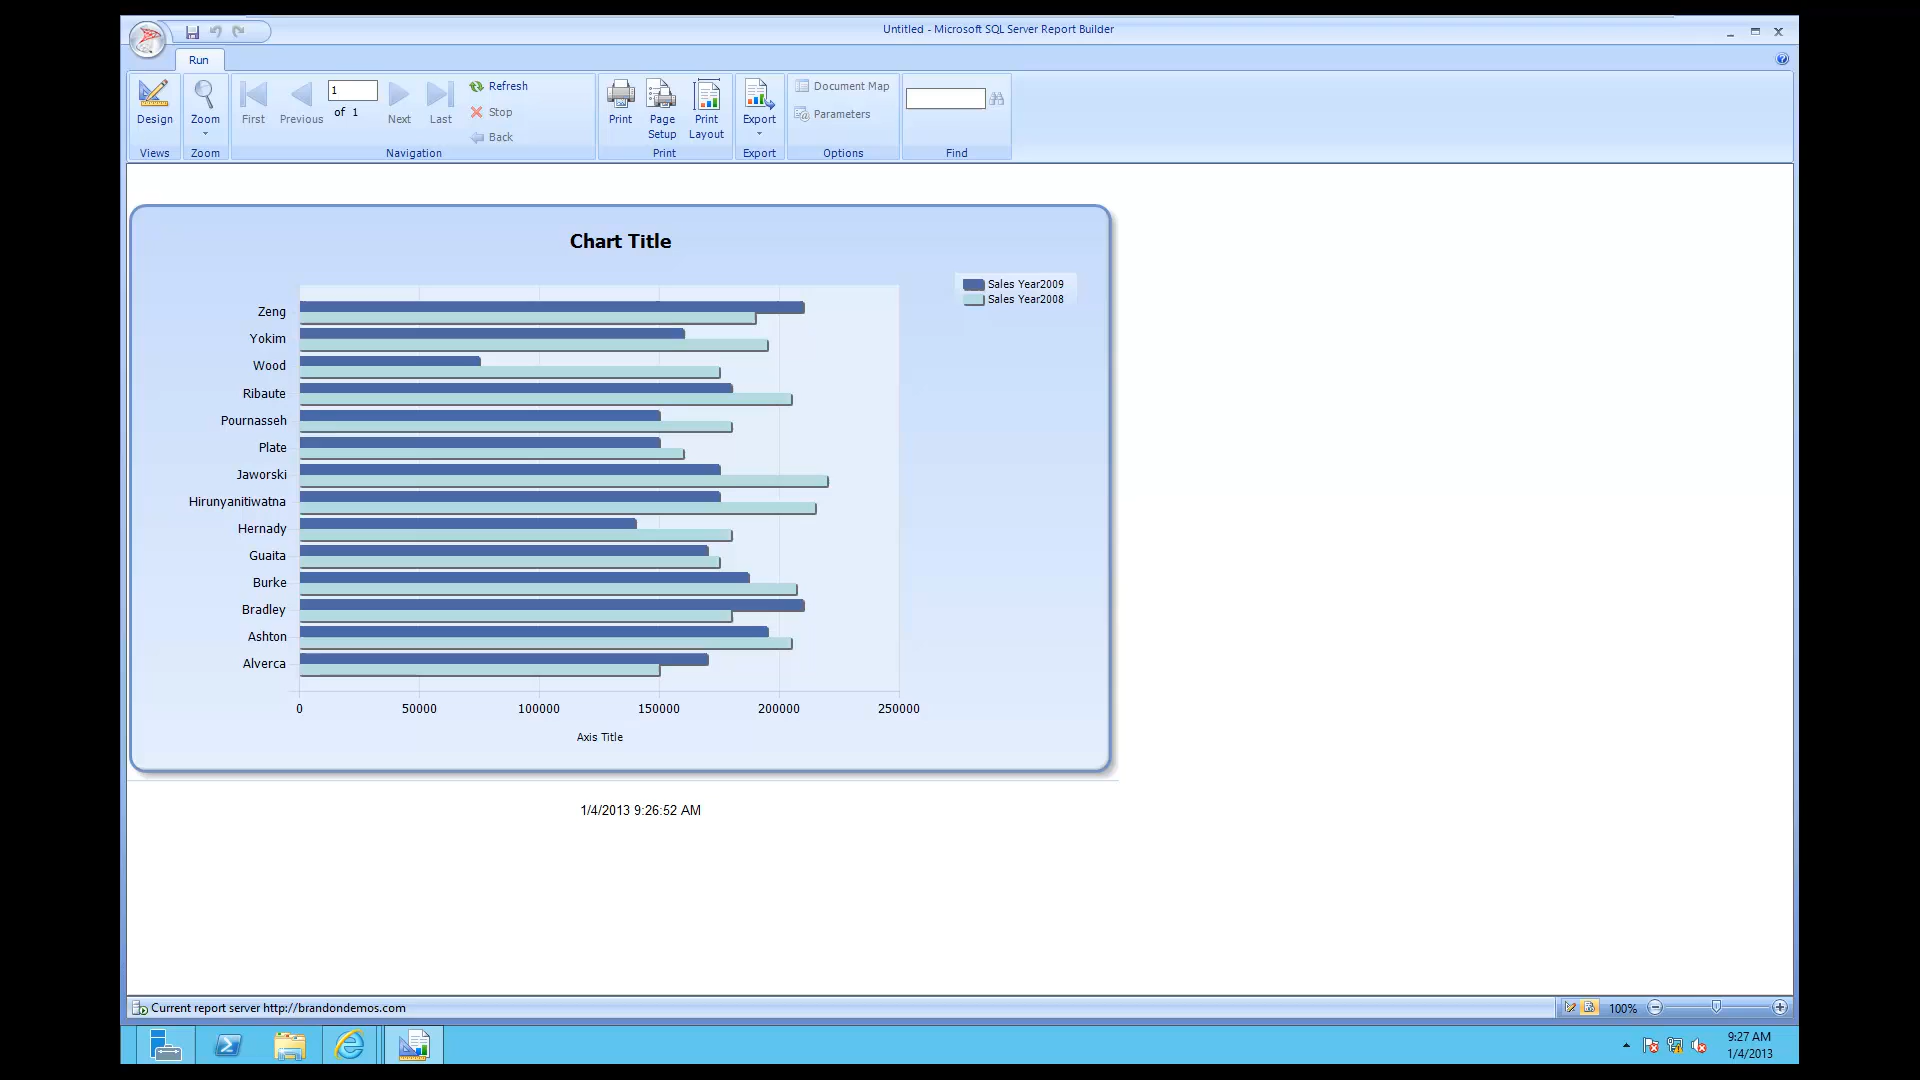 Untitled - Microsoft SQL Server Report Builder
Run
Design
Zoom
First
Previous
1
of 1
Next
Last
Refresh
Stop
Back
Print
Page Setup
Print Layout
Export
Document Map
Parameters
Views
Zoom
Navigation
Print
Export
Options
Find
Chart Title
Sales Year2009
Sales Year2008
Zeng
Yokim
Wood
Ribaute
Pournasseh
Plate
Jaworski
Hirunyanitiwatna
Hernady
Guaita
Burke
Bradley
Ashton
Alverca
0 50000 100000 150000 200000 250000
Axis Title
1/4/2013 9:26:52 AM
Current report server http://brandondemos.com
100%
9:27 AM
1/4/2013